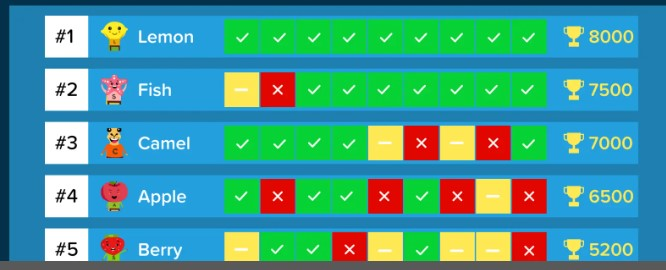 #1 Lemon 8000
#2 Fish 7500
#3 Camel 7000
#4 Apple 6500
#5 Berry 5200